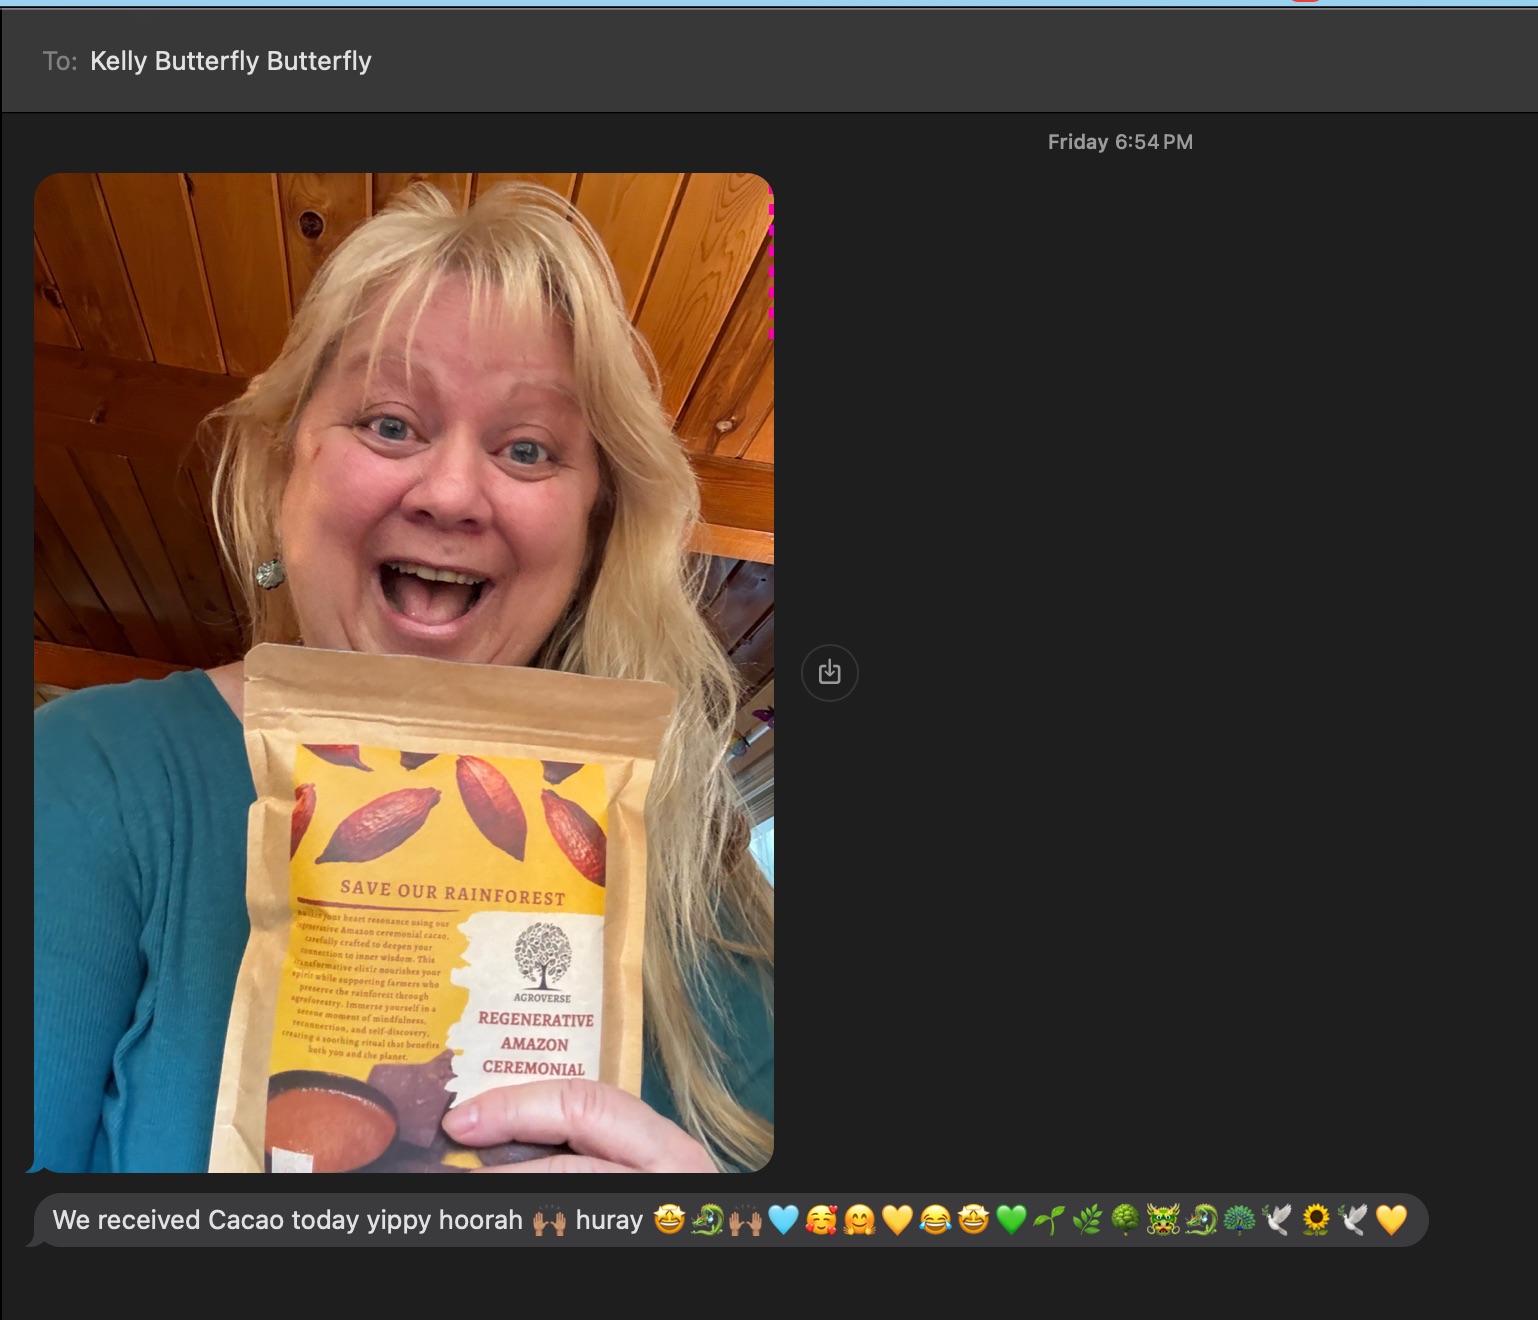 To: Kelly Butterfly Butterfly
Friday 6:54 PM
SAVE OUR RAINFOREST
your heart resonance using our
regenerative Amazon ceremonial cacao,
carefully crafted to deepen your
connection to inner wisdom. This
transformative elixir nourishes your
spirit while supporting farmers who
preserve the rainforest through
agroforestry. Immerse yourself in a
serene moment of mindfulness,
reconnection, and self-discovery,
creating a soothing ritual that benefits
both you and the planet.
AGROVERSE
REGENERATIVE
AMAZON
CEREMONIAL
We received Cacao today yippy hoorah 🙌🏽 huray 🤩🐉🙌🏽🩵🥰🤗💛😂🤩💚🌱🌿🌳🐲🐉🦚🕊️🌻🕊️💛